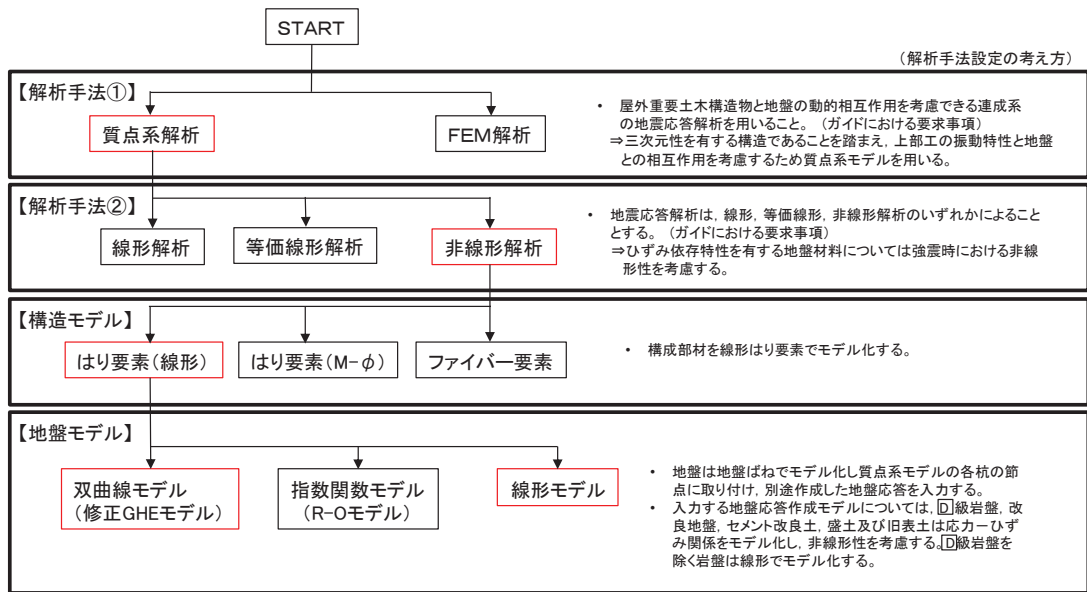 START
(解析手法設定の考え方)
【解析手法①】
質点系解析
FEM解析
・ 屋外重要土木構造物と地盤の動的相互作用を考慮できる連成系
の地震応答解析を用いること。(ガイドにおける要求事項)
⇒三次元性を有する構造であることを踏まえ,上部工の振動特性と地盤
との相互作用を考慮するため質点系モデルを用いる。
【解析手法②】
線形解析
等価線形解析
非線形解析
・ 地震応答解析は,線形,等価線形,非線形解析のいずれかによること
とする。(ガイドにおける要求事項)
⇒ひずみ依存特性を有する地盤材料については強震時における非線
形性を考慮する。
【構造モデル】
はり要素(線形)
はり要素(M-φ)
ファイバー要素
・ 構成部材を線形はり要素でモデル化する。
【地盤モデル】
双曲線モデル
(修正GHEモデル)
指数関数モデル
(R-Oモデル)
線形モデル
・ 地盤は地盤ばねでモデル化し質点系モデルの各杭の節
点に取り付け,別途作成した地盤応答を入力する。
・ 入力する地盤応答作成モデルについては,D級岩盤,改
良地盤,セメント改良土,盛土及び旧表土は応力ーひず
み関係をモデル化し,非線形性を考慮する。D級岩盤を
除く岩盤は線形でモデル化する。